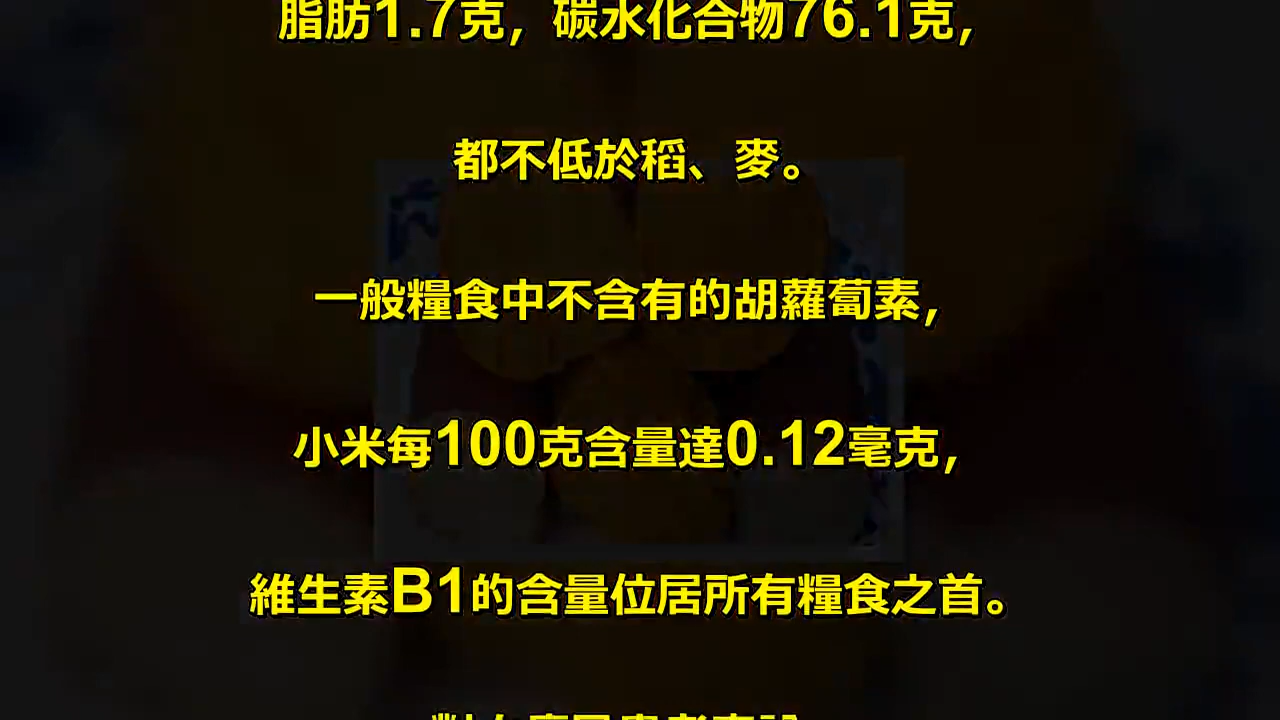 脂肪1.7克，碳水化合物76.1克，
都不低於稻、麥。
一般糧食中不含有的胡蘿蔔素，
小米每100克含量達0.12毫克，
維生素B1的含量位居所有糧食之首。